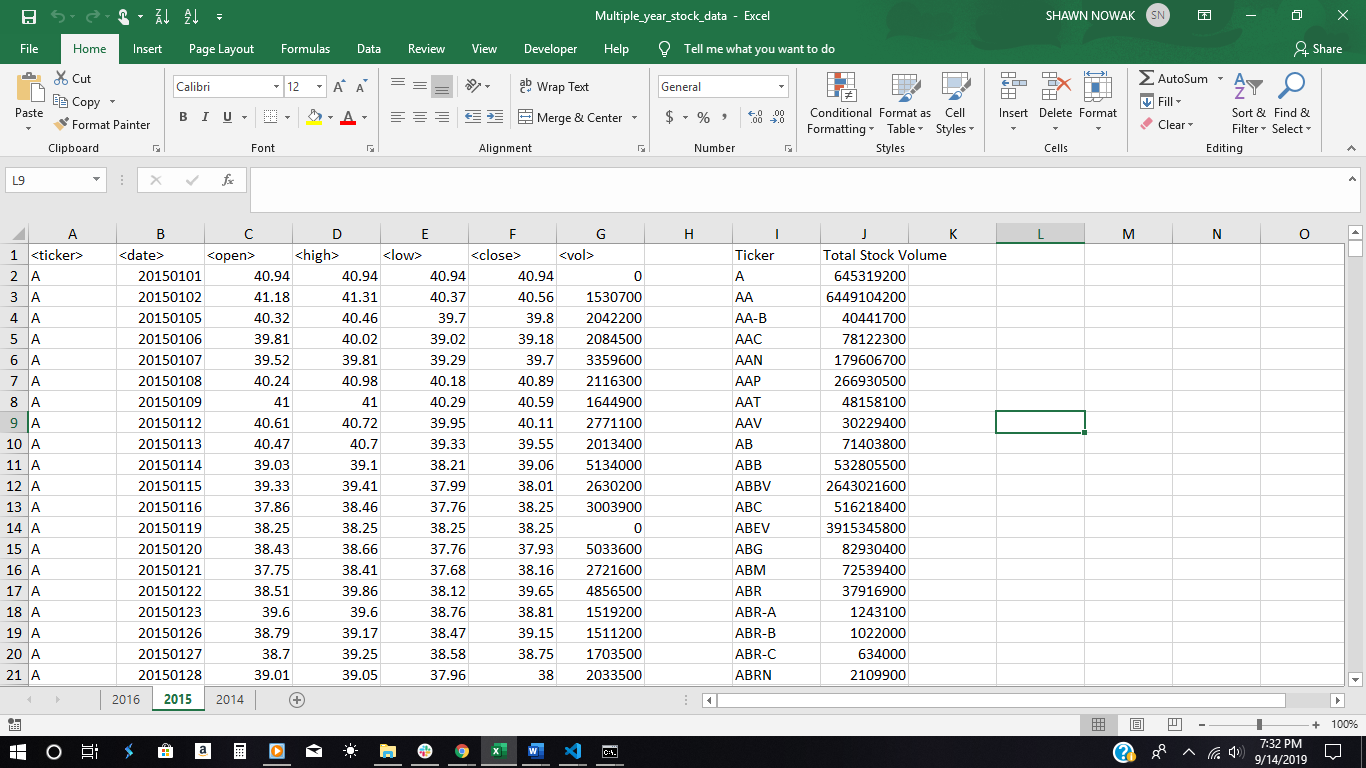 Multiple_year_stock_data - Excel
SHAWN NOWAK SN
File Home Insert Page Layout Formulas Data Review View Developer Help Tell me what you want to do Share
Paste
Cut
Copy
Format Painter
Clipboard
Calibri 12
B I U
Font
Wrap Text
Merge & Center
Alignment
General
$ % ,
Number
Conditional Formatting
Format as Table
Cell Styles
Styles
Insert Delete Format
Cells
AutoSum
Fill
Clear
Sort & Filter
Find & Select
Editing
L9 fx
A B C D E F G H I J K L M N O
1 <ticker> <date> <open> <high> <low> <close> <vol> Ticker Total Stock Volume
2 A 20150101 40.94 40.94 40.94 40.94 0 A 645319200
3 A 20150102 41.18 41.31 40.37 40.56 1530700 AA 6449104200
4 A 20150105 40.32 40.46 39.7 39.8 2042200 AA-B 40441700
5 A 20150106 39.81 40.02 39.02 39.18 2084500 AAC 78122300
6 A 20150107 39.52 39.81 39.29 39.7 3359600 AAN 179606700
7 A 20150108 40.24 40.98 40.18 40.89 2116300 AAP 266930500
8 A 20150109 41 41 40.29 40.59 1644900 AAT 48158100
9 A 20150112 40.61 40.72 39.95 40.11 2771100 AAV 30229400
10 A 20150113 40.47 40.7 39.33 39.55 2013400 AB 71403800
11 A 20150114 39.03 39.1 38.21 39.06 5134000 ABB 532805500
12 A 20150115 39.33 39.41 37.99 38.01 2630200 ABBV 2643021600
13 A 20150116 37.86 38.46 37.76 38.25 3003900 ABC 516218400
14 A 20150119 38.25 38.25 38.25 38.25 0 ABEV 3915345800
15 A 20150120 38.43 38.66 37.76 37.93 5033600 ABG 82930400
16 A 20150121 37.75 38.41 37.68 38.16 2721600 ABM 72539400
17 A 20150122 38.51 39.86 38.12 39.65 4856500 ABR 37916900
18 A 20150123 39.6 39.6 38.76 38.81 1519200 ABR-A 1243100
19 A 20150126 38.79 39.17 38.47 39.15 1511200 ABR-B 1022000
20 A 20150127 38.7 39.25 38.58 38.75 1703500 ABR-C 634000
21 A 20150128 39.01 39.05 37.96 38 2033500 ABRN 2109900
2016 2015 2014
100%
7:32 PM
9/14/2019